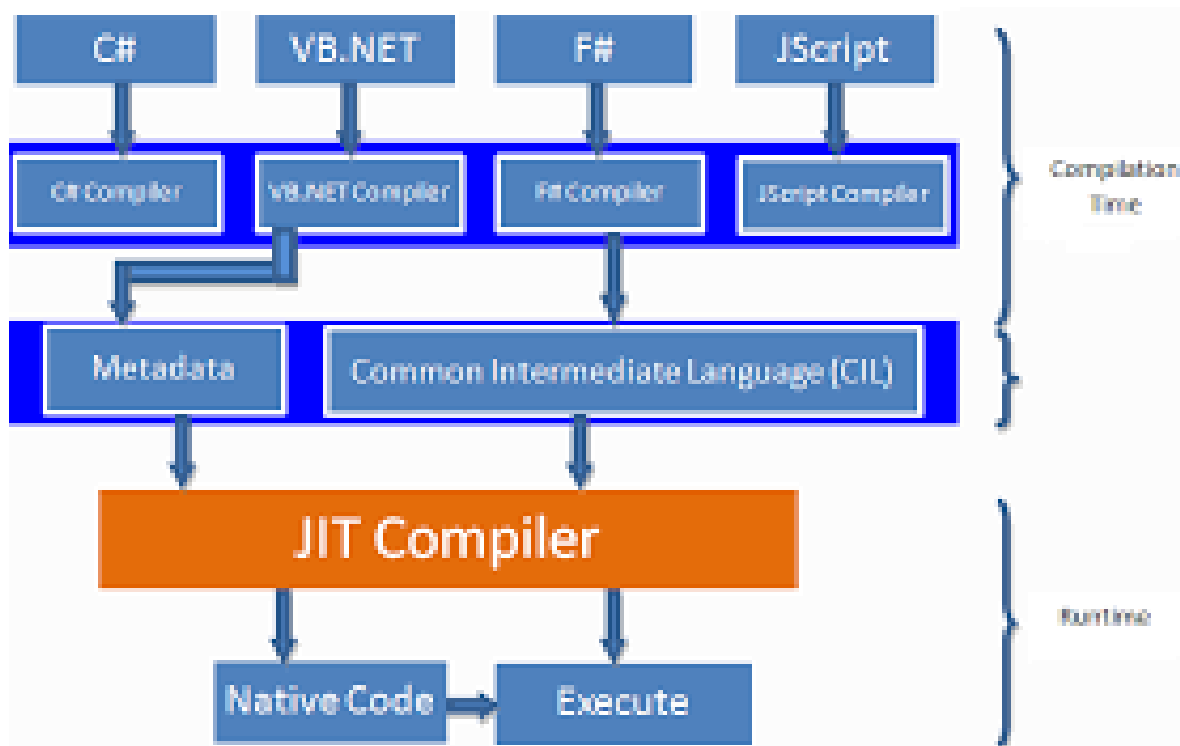 C#
VB.NET
F#
JScript
C# Compiler
VB.NET Compiler
F# Compiler
JScript Compiler
Compilation
Time
Metadada
Common Intermediate Language (CIL)
JIT Compiler
Runtime
Native Code
Execute